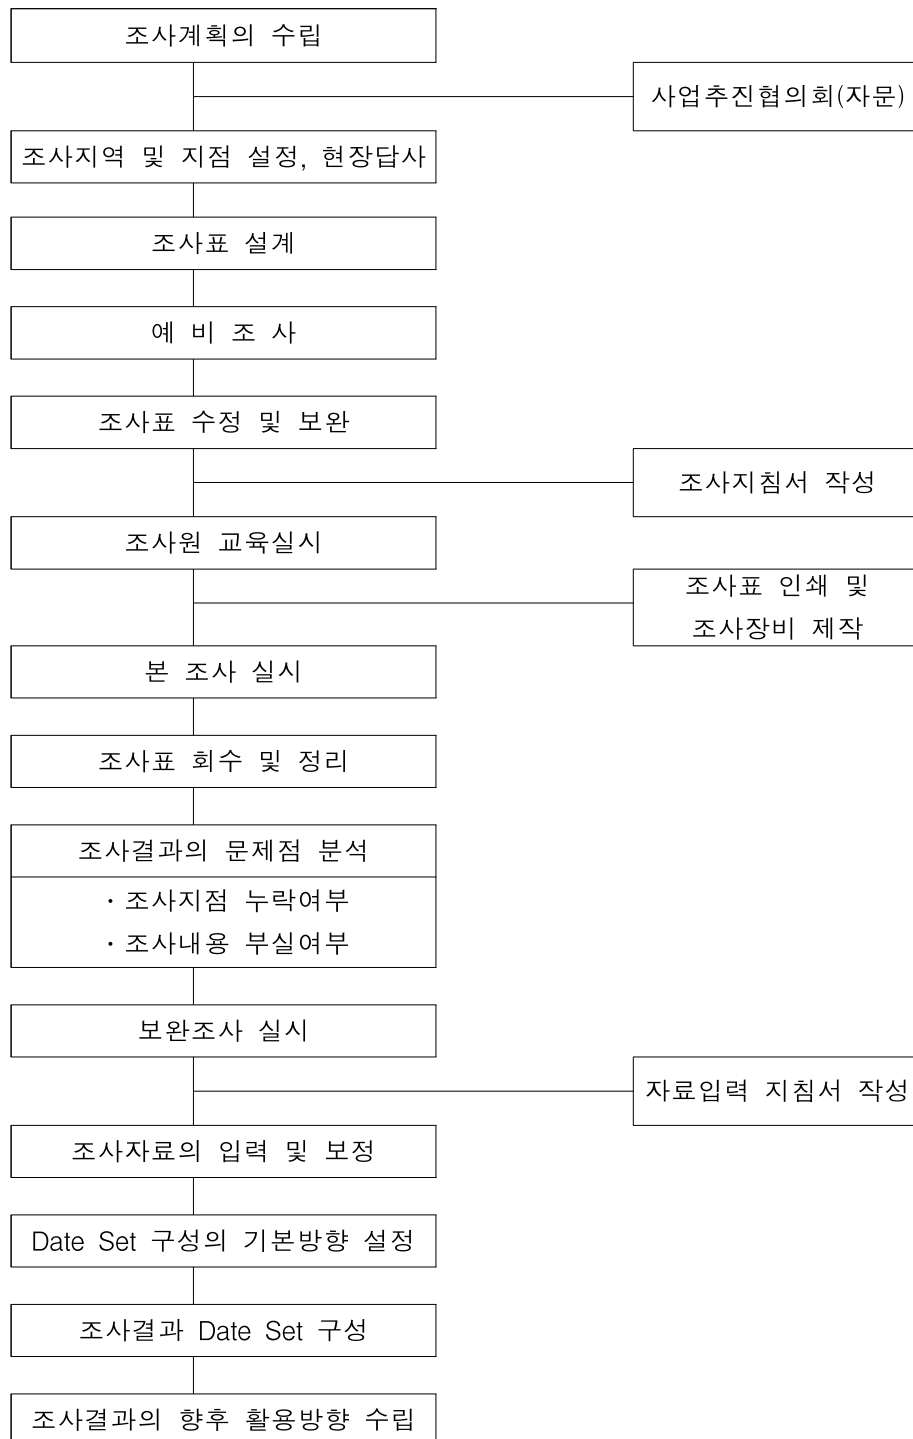 조사계획의 수립
사업추진협의회(자문)
조사지역 및 지점 설정, 현장답사
조사표 설계
예 비 조 사
조사표 수정 및 보완
조사지침서 작성
조사원 교육실시
조사표 인쇄 및
조사장비 제작
본 조사 실시
조사표 회수 및 정리
조사결과의 문제점 분석
· 조사지점 누락여부
· 조사내용 부실여부
보완조사 실시
자료입력 지침서 작성
조사자료의 입력 및 보정
Date Set 구성의 기본방향 설정
조사결과 Date Set 구성
조사결과의 향후 활용방향 수립